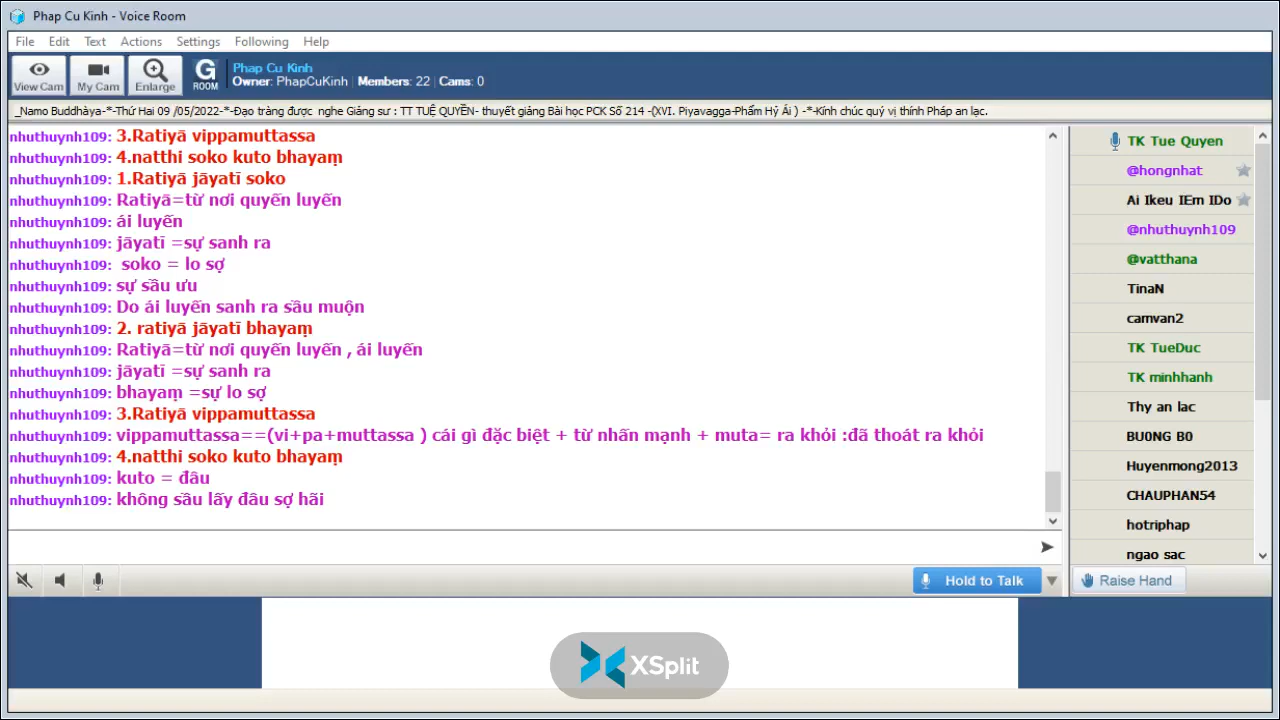 Phap Cu Kinh - Voice Room
File Edit Text Actions Settings Following Help
View Cam My Cam Enlarge G ROOM
Phap Cu Kinh
Owner: PhapCuKinh Members: 22 Cams: 0
_Namo Buddhàya-*-Thứ Hai 09 /05/2022-*-Đạo tràng được nghe Giảng sư : TT TUỆ QUYỀN- thuyết giảng Bài học PCK Số 214 -(XVI. Piyavagga-Phẩm Hỷ Ái ) -*-Kính chúc quý vị thính Pháp an lạc.
nhuthuynh109: 3.Ratiyā vippamuttassa
nhuthuynh109: 4.natthi soko kuto bhayaṃ
nhuthuynh109: 1.Ratiyā jāyatī soko
nhuthuynh109: Ratiyā=từ nơi quyến luyến
nhuthuynh109: ái luyến
nhuthuynh109: jāyatī =sự sanh ra
nhuthuynh109: soko = lo sợ
nhuthuynh109: sự sầu ưu
nhuthuynh109: Do ái luyến sanh ra sầu muộn
nhuthuynh109: 2. ratiyā jāyatī bhayaṃ
nhuthuynh109: Ratiyā=từ nơi quyến luyến , ái luyến
nhuthuynh109: jāyatī =sự sanh ra
nhuthuynh109: bhayaṃ =sự lo sợ
nhuthuynh109: 3.Ratiyā vippamuttassa
nhuthuynh109: vippamuttassa==(vi+pa+muttassa ) cái gì đặc biệt + từ nhấn mạnh + muta= ra khỏi :đã thoát ra khỏi
nhuthuynh109: 4.natthi soko kuto bhayaṃ
nhuthuynh109: kuto = đâu
nhuthuynh109: không sầu lấy đâu sợ hãi
TK Tue Quyen
@hongnhat
Ai Ikeu IEm IDo
@nhuthuynh109
@vatthana
TinaN
camvan2
TK TueDuc
TK minhhanh
Thy an lac
BU0NG B0
Huyenmong2013
CHAUPHAN54
hotriphap
ngao sac
Hold to Talk
Raise Hand
XSplit